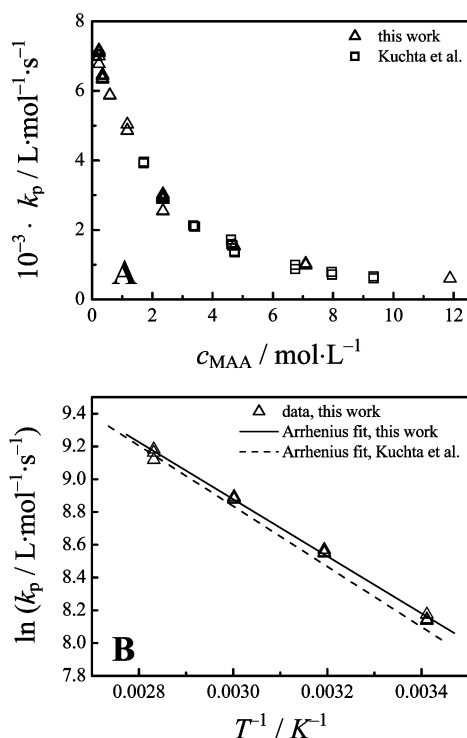 8
6
4
2
0
10⁻³ · kₚ / L·mol⁻¹·s⁻¹
this work
Kuchta et al.
A
0 2 4 6 8 10 12
c_MAA / mol·L⁻¹
9.4
9.2
9.0
8.8
8.6
8.4
8.2
8.0
7.8
ln (kₚ / L·mol⁻¹·s⁻¹)
data, this work
Arrhenius fit, this work
Arrhenius fit, Kuchta et al.
B
0.0028 0.0030 0.0032 0.0034
T⁻¹ / K⁻¹